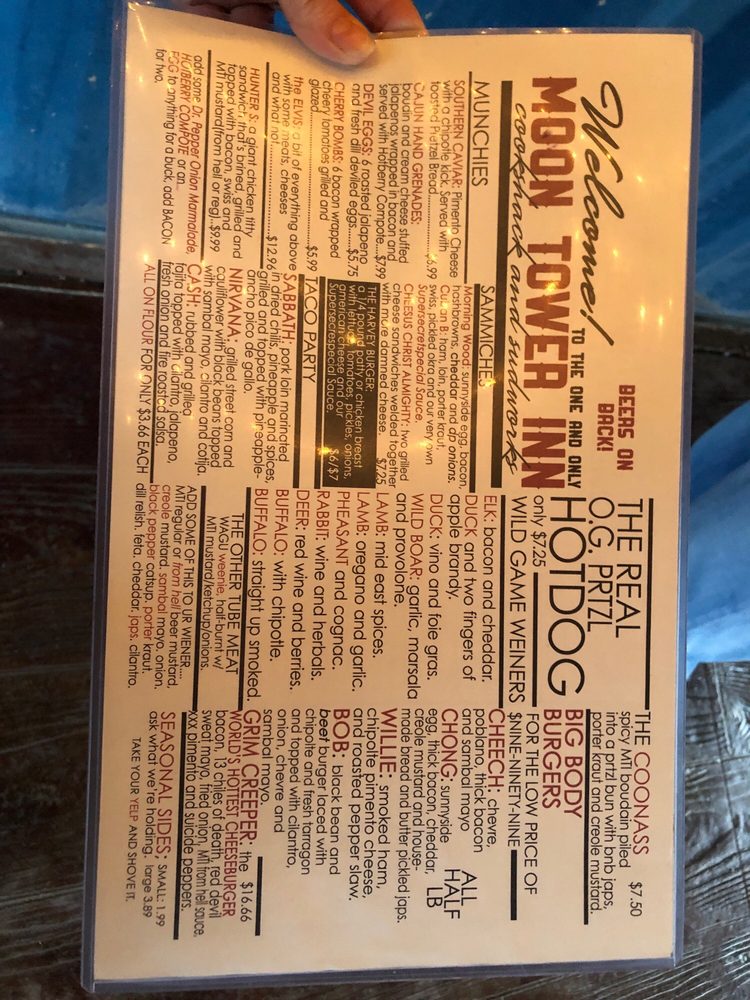 Welcome!
TO THE ONE AND ONLY
BEERS ON
BACK!
MOON TOWER INN
cookshack and sudworks
MUNCHIES
SOUTHERN CAVIAR: Pimento Cheese
with a chipotle kick. Served with
toasted Pretzel Bread............$6.99
CAJUN HAND GRENADES:
boudain and cream cheese stuffed
jalapenos wrapped in bacon and
served with Hotberry Compote...$7.99
DEVIL EGGS: 6 roasted jalapeno
and fresh dill deviled eggs.......$5.75
CHERRY BOMBS: 6 bacon wrapped
cheery tomatoes grilled and
glazed.......................$5.99
the ELVIS: a bit of everything above
with some meats, cheeses
and what not.....................$12.96
HUNTER S: a giant chicken titty
sandwich that's brined, grilled and
topped with bacon, swiss and
MTI mustard(from hell or reg)...$9.99
add some Dr. Pepper Onion Marmalade,
HOTBERRY COMPOTE or an
EGG to anything for a buck, add BACON
for two.
SAMMICHES
Morning Wood: sunnyside egg, bacon,
hashbrowns, cheddar and dp onions.
Cuban B: ham, loin, porter kraut,
swiss, pickled okra and our very own
Supersecretspecial Sauce.
CHEESUS CHRIST ALMIGHTY: two grilled
cheese sandwiches welded together
with more damned cheese $7.25
THE HARVEY BURGER:
a 1/4 pound patty or chicken breast
with lettuce, tomatoes, pickles, onions,
american cheese and our
Supersecrespecial Sauce. $6/$7
TACO PARTY
SABBATH: pork loin marinated
in dried chilis, pineapple and spices,
grilled and topped with pineapple-
ancho pico de gallo.
NIRVANA: grilled street corn and
cauliflower with black beans topped
with sambal mayo, cilantro and cotija.
CASH: rubbed and grilled
fajita topped with cilantro, jalapeno,
fresh onion and fire roasted salsa.
ALL ON FLOUR FOR ONLY $3.66 EACH
THE REAL
O.G. PRTZL
HOTDOG
only $7.25
WILD GAME WEINERS
ELK: bacon and cheddar.
DUCK and two fingers of
apple brandy.
DUCK: vino and foie gras.
WILD BOAR: garlic, marsala
and provolone.
LAMB: mid east spices.
LAMB: oregano and garlic.
PHEASANT and cognac.
RABBIT: wine and herbals.
DEER: red wine and berries.
BUFFALO: with chipotle.
BUFFALO: straight up smoked.
THE OTHER TUBE MEAT
WAGU weenie, half-burnt w/
MTI mustard/ketchup/onions.
ADD SOME OF THIS TO UR WIENER.....
MTI regular or from hell beer mustard,
creole mustard, sambal mayo, onion,
black pepper catsup, porter kraut,
dill relish, feta, cheddar, japs, cilantro.
THE COONASS $7.50
spicy MTI boudain piled
into a prtzl bun with bnb japs,
porter kraut and creole mustard.
BIG BODY
BURGERS
FOR THE LOW PRICE OF
$NINE-NINETY-NINE
ALL
HALF
LB
CHEECH: chevre,
poblano, thick bacon
and sambal mayo
CHONG: sunnyside
egg, thick bacon, cheddar,
creole mustard and house-
made bread and butter pickled japs.
WILLIE: smoked ham,
chipotle pimento cheese,
and roasted pepper slaw.
BOB: black bean and
beef burger laced with
chipotle and fresh tarragon
and topped with cilantro,
onion, chevre and
sambal mayo.
GRIM CREEPER: the $16.66
WORLD'S HOTTEST CHEESEBURGER
bacon, 13 chiles of death, red devil
sweat mayo, fried onion, MTI from hell sauce,
xxx pimento and suicide peppers.
SEASONAL SIDES: SMALL: 1.99
ask what we're holding. large 3.89
TAKE YOUR YELP AND SHOVE IT.